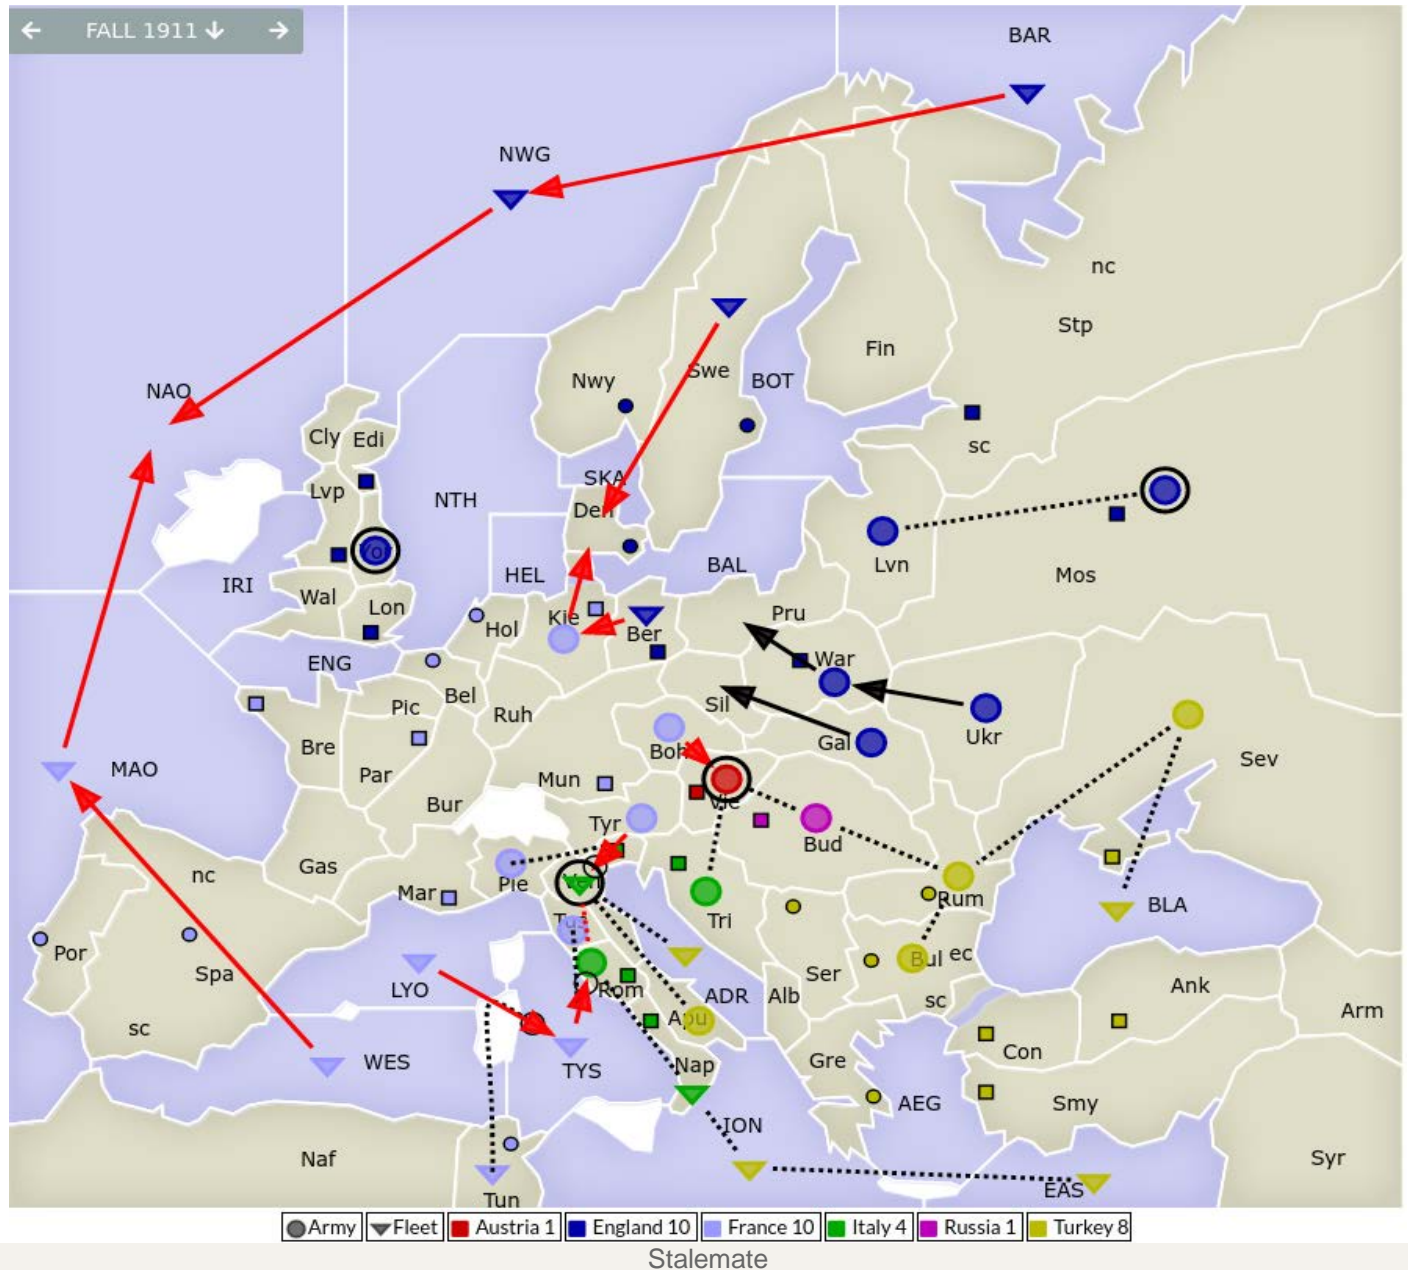 ← FALL 1911 ↓ →
BAR
NWG
nc
Stp
Fin
Swe
BOT
Nwy
NAO
Cly
Edi
sc
SKA
Lvp
NTH
Den
Yor
Lvn
Mos
HEL
BAL
IRI
Wal
Lon
Kie
Ber
Pru
Hol
War
ENG
Bel
Pic
Ruh
Sil
Gal
Ukr
Bre
Boh
Sev
MAO
Par
Mun
Vie
Bur
Tyr
Bud
Gas
nc
Mar
Pie
Ven
Rum
BLA
Tri
Tus
Por
Spa
Bul
ec
Ser
LYO
Rom
ADR
Alb
Ank
Apu
sc
Arm
sc
Con
WES
TYS
Nap
Gre
AEG
Smy
ION
Naf
Syr
EAS
Tun
Army Fleet Austria 1 England 10 France 10 Italy 4 Russia 1 Turkey 8
Stalemate